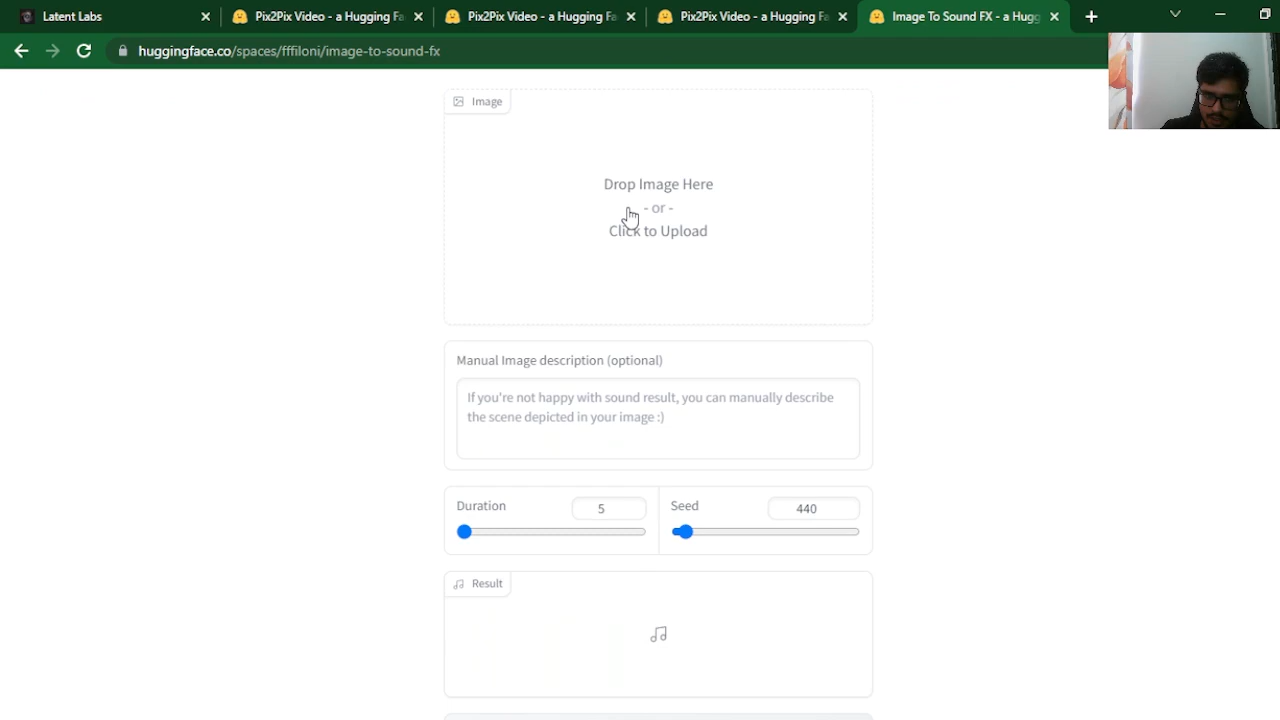 Latent Labs
Pix2Pix Video - a Hugging Fa
Pix2Pix Video - a Hugging Fa
Pix2Pix Video - a Hugging Fa
Image To Sound FX - a Hugg
huggingface.co/spaces/fffiloni/image-to-sound-fx
Image
Drop Image Here
- or -
Click to Upload
Manual Image description (optional)
If you're not happy with sound result, you can manually describe
the scene depicted in your image :)
Duration 5 Seed 440
Result